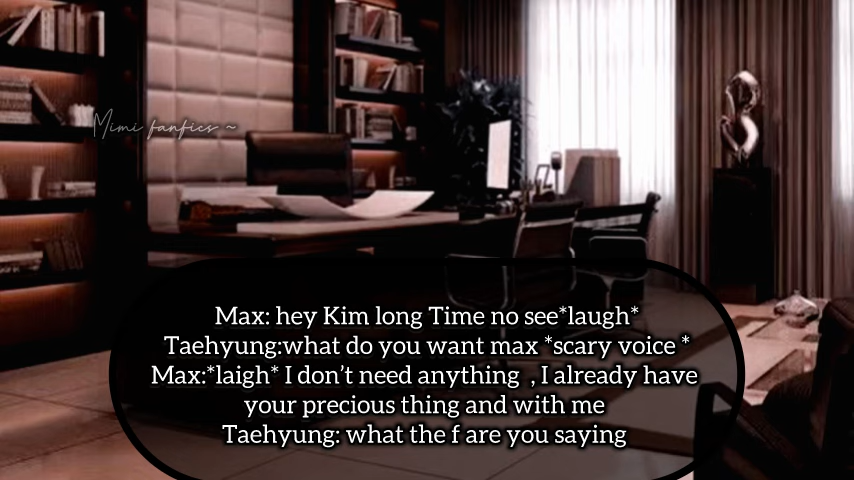 Mimi fanfics ~
Max: hey Kim long Time no see*laugh*
Taehyung:what do you want max *scary voice *
Max:*laigh* I don't need anything , I already have
your precious thing and with me
Taehyung: what the f are you saying